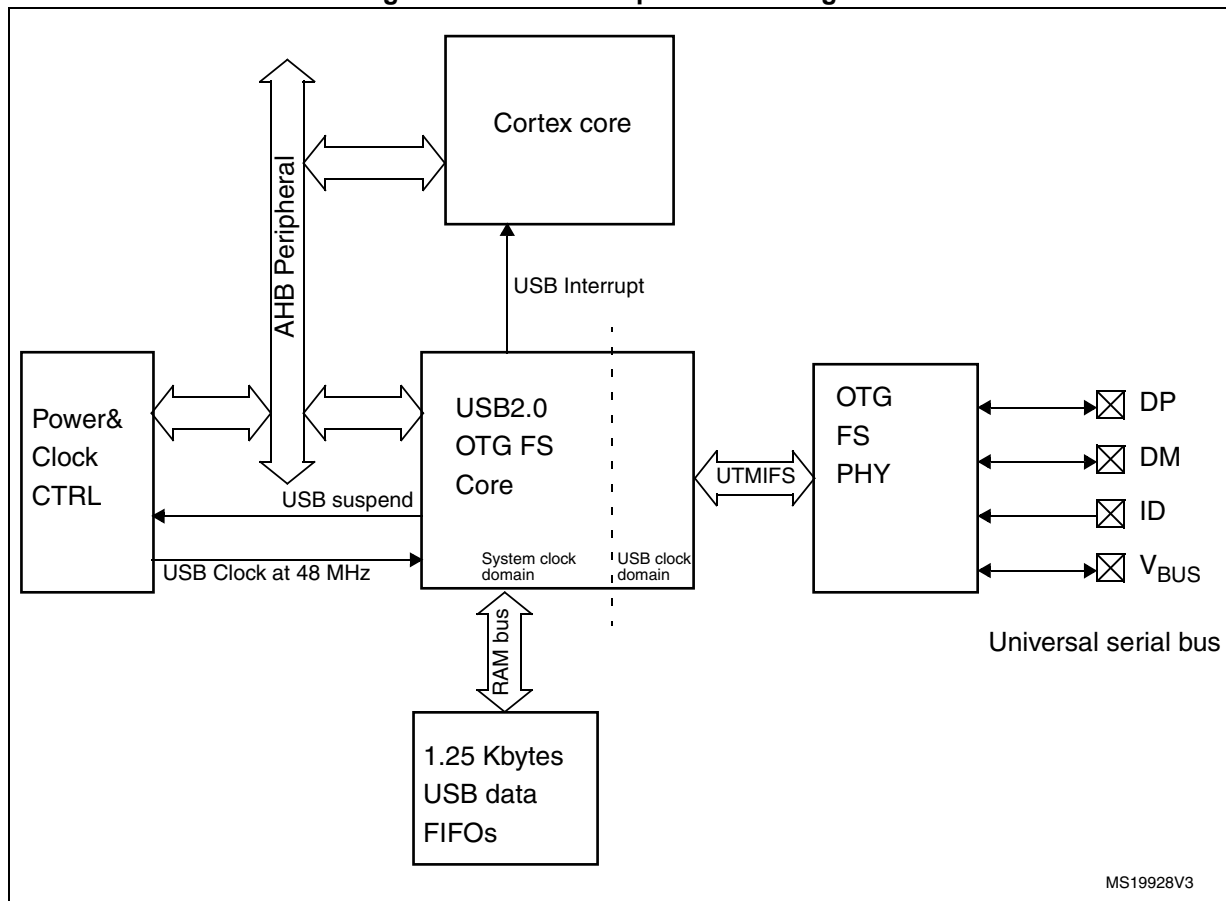 Cortex core
AHB Peripheral
USB Interrupt
Power&
Clock
CTRL
USB2.0
OTG FS
Core
USB suspend
USB Clock at 48 MHz
System clock
domain
USB clock
domain
UTMIFS
OTG
FS
PHY
DP
DM
ID
VBUS
Universal serial bus
RAM bus
1.25 Kbytes
USB data
FIFOs
MS19928V3